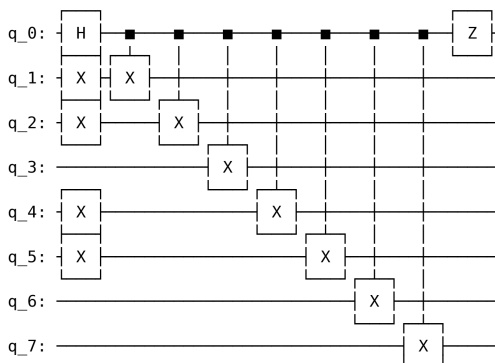 q_0: H Z
q_1: X X
q_2: X X
q_3: X
q_4: X X
q_5: X X
q_6: X
q_7: X